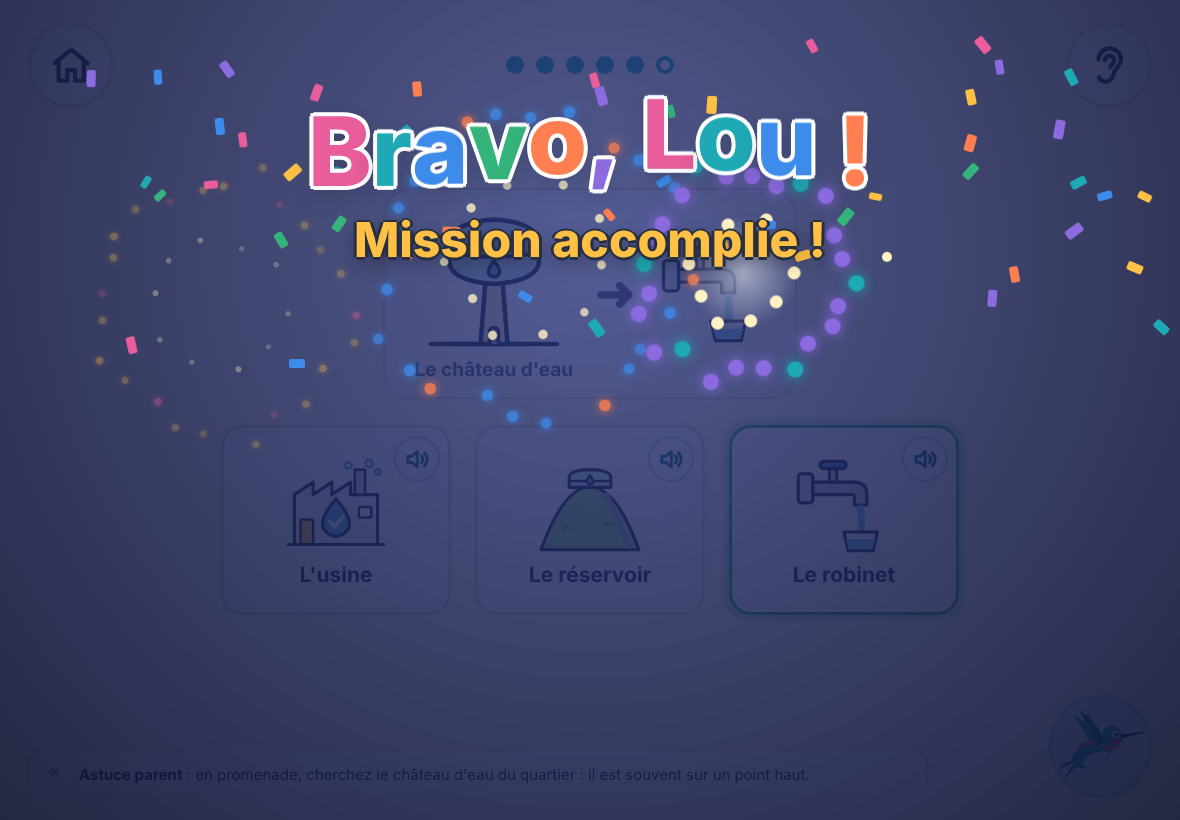 Bravo, Lou !
Mission accomplie !
Le château d'eau
L'usine
Le réservoir
Le robinet
Astuce parent : en promenade, cherchez le château d'eau du quartier : il est souvent sur un point haut.